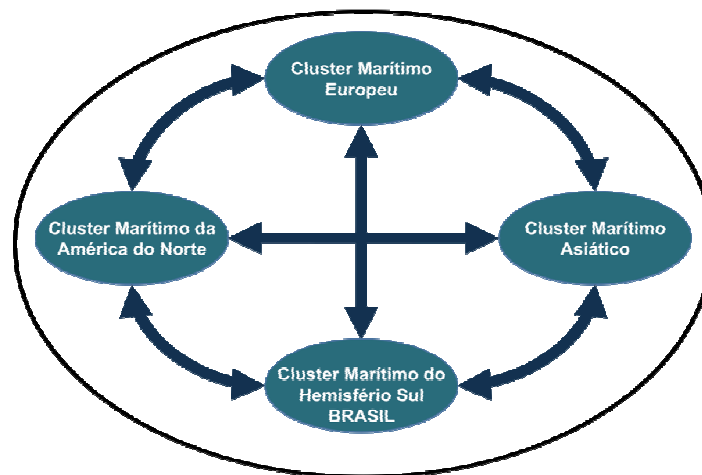 Cluster Marítimo
Europeu
Cluster Marítimo da
América do Norte
Cluster Marítimo
Asiático
Cluster Marítimo do
Hemisfério Sul
BRASIL